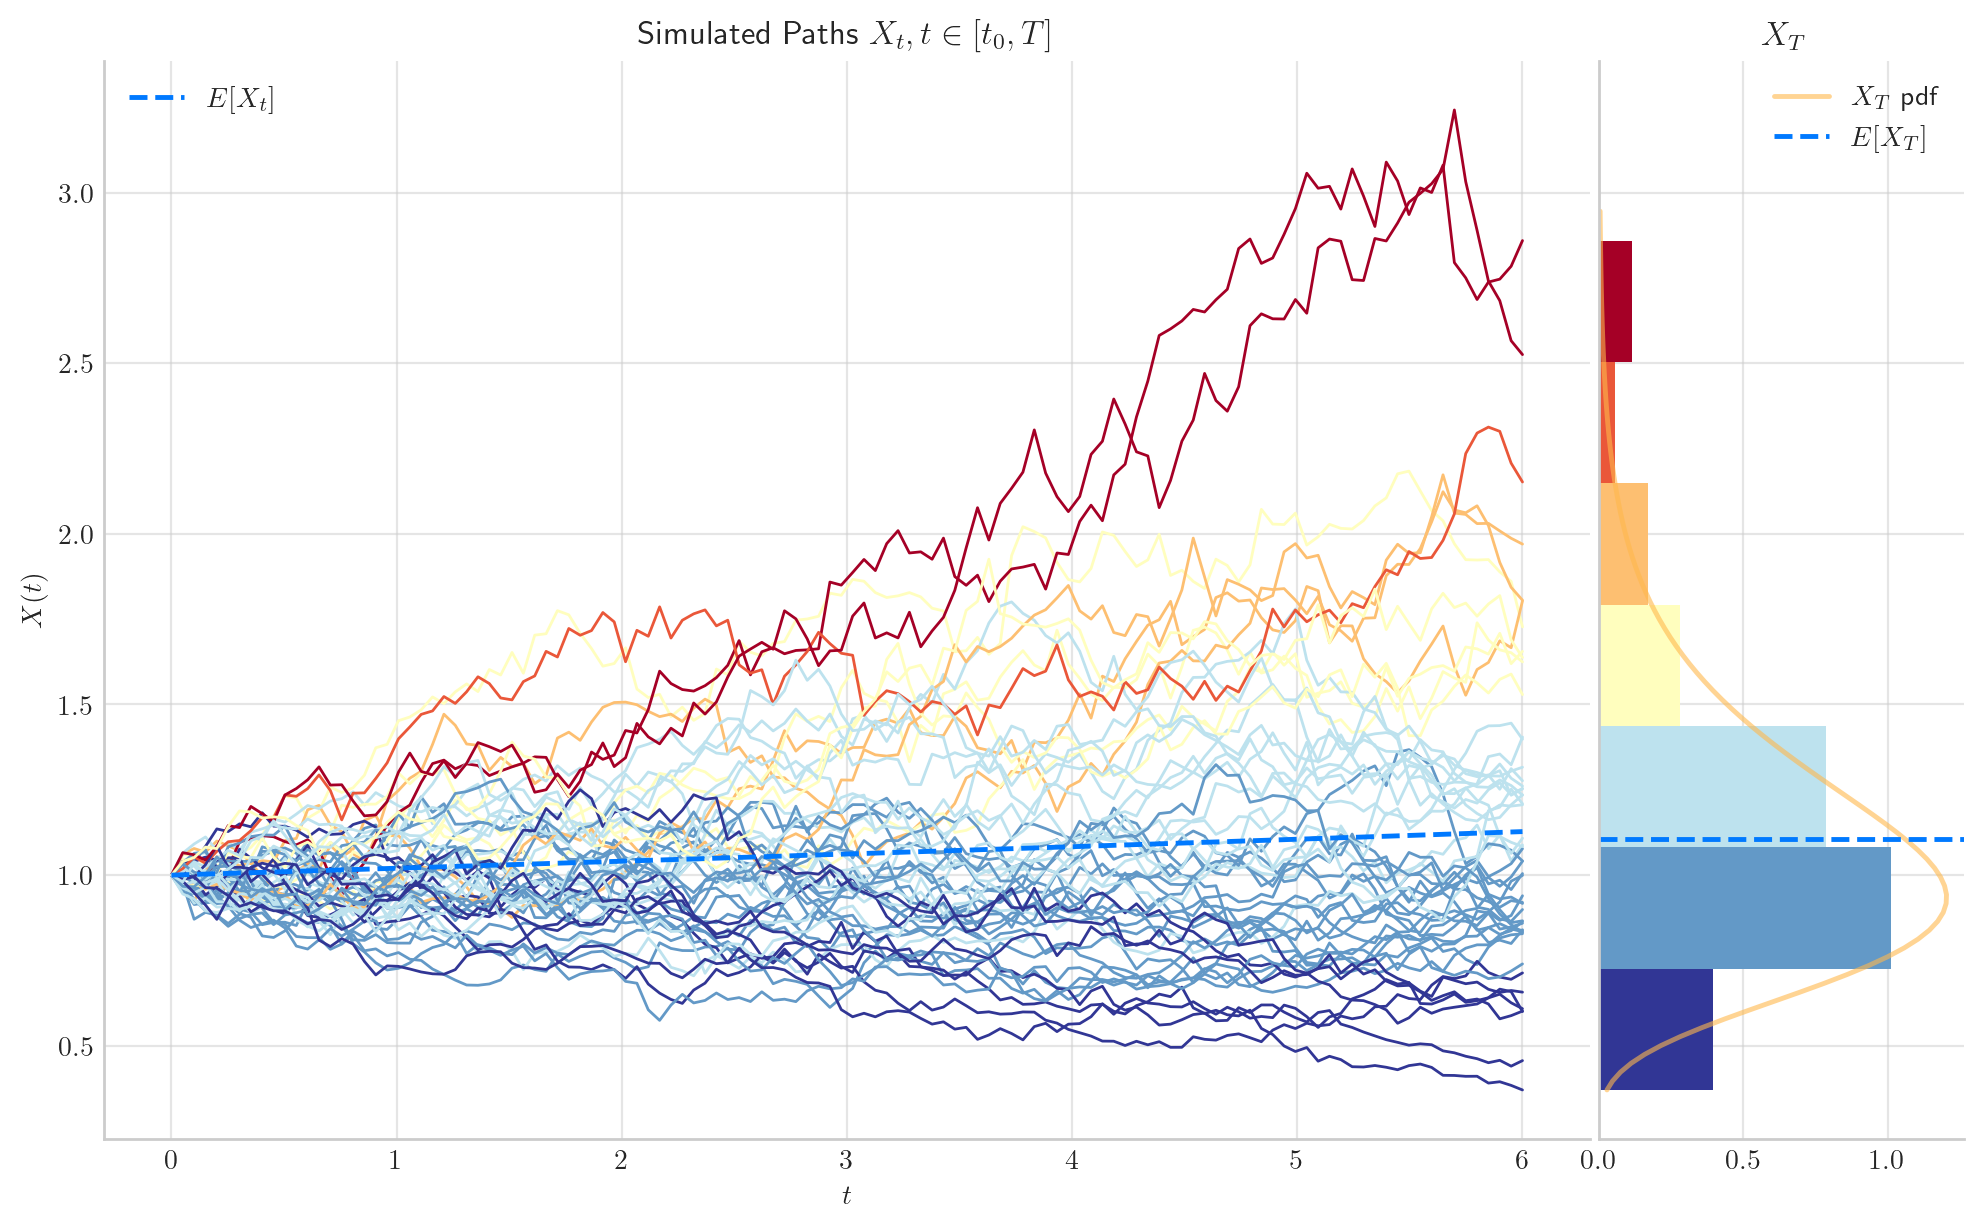 Simulated Paths $X_t, t \in [t_0, T]$
$X_T$
$E[X_t]$
$X_T$ pdf
$E[X_T]$
3.0
2.5
2.0
1.5
1.0
0.5
$X(t)$
0 1 2 3 4 5 6
0.0 0.5 1.0
$t$